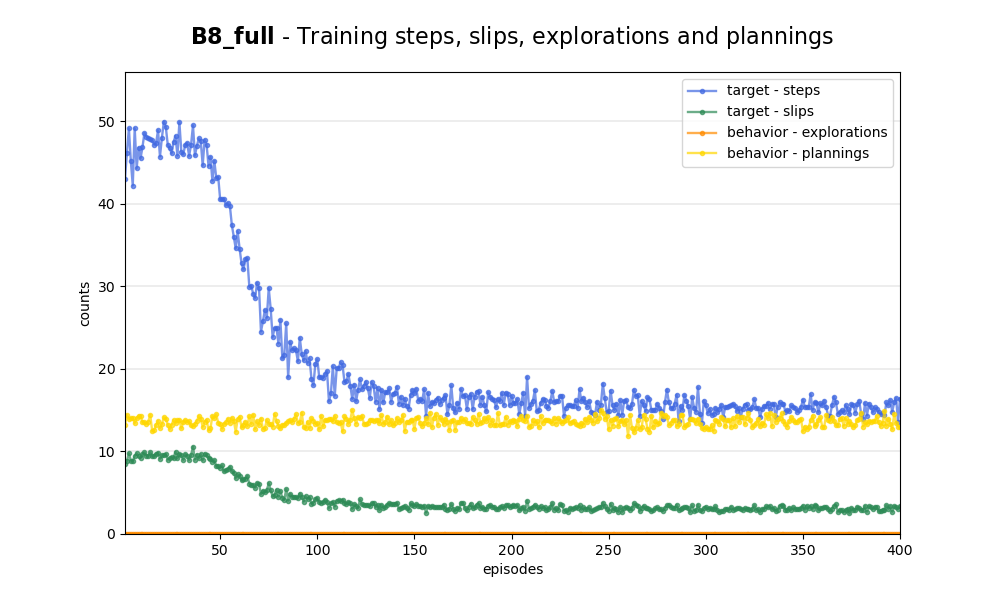 B8_full - Training steps, slips, explorations and plannings
target - steps
target - slips
behavior - explorations
behavior - plannings
counts
50
40
30
20
10
0
50 100 150 200 250 300 350 400
episodes